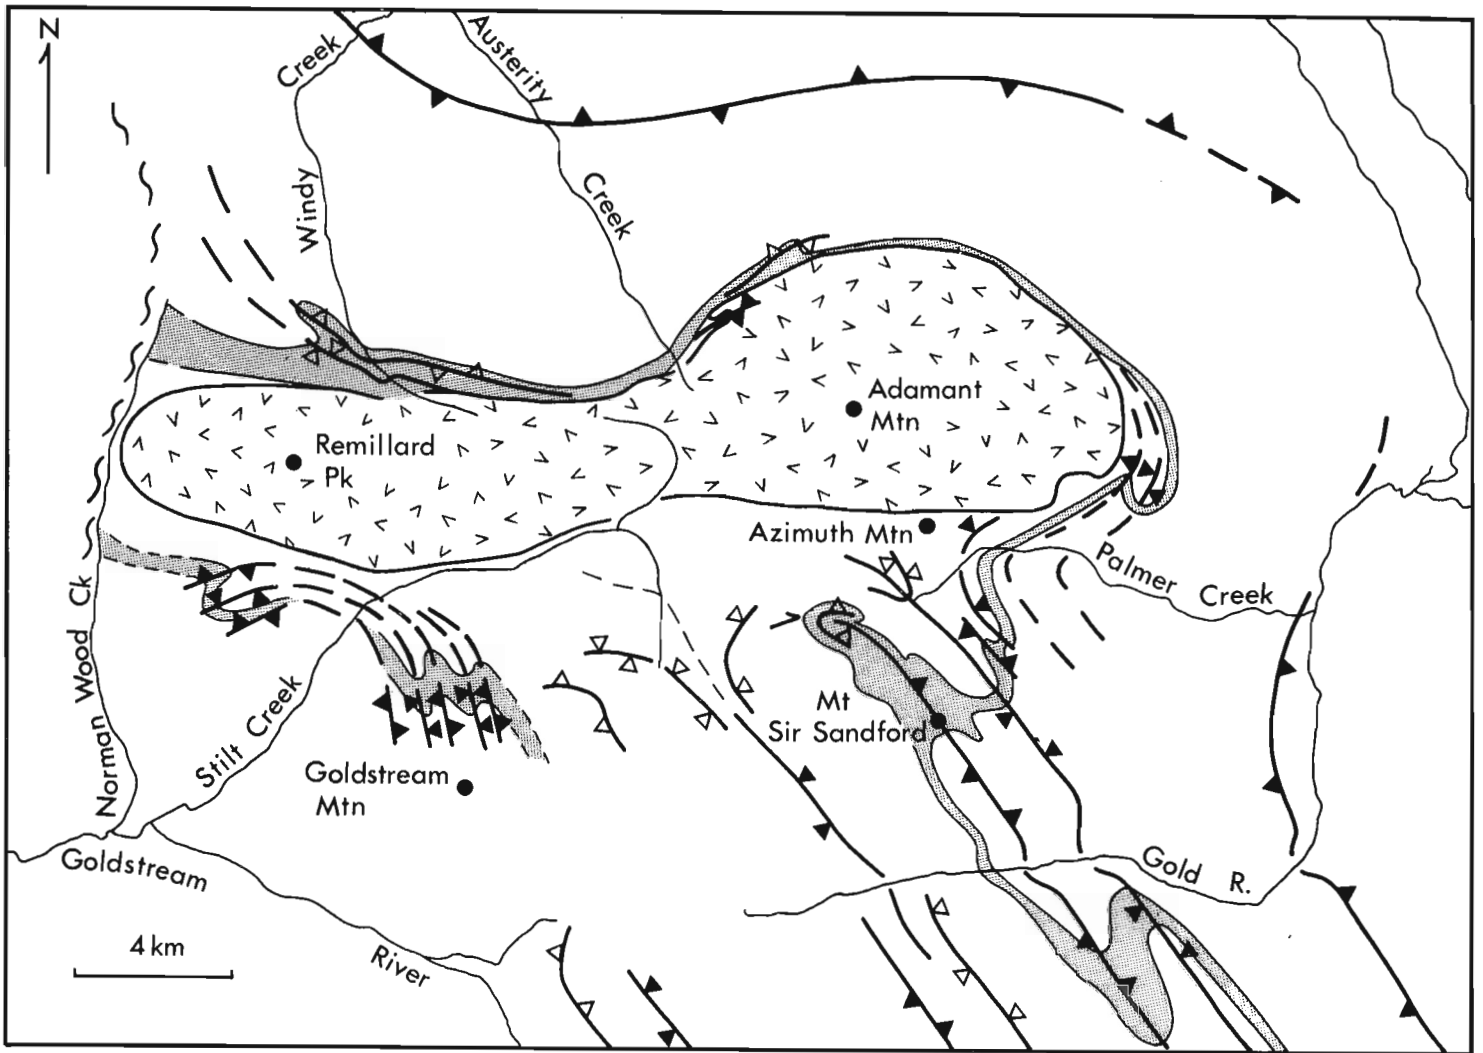 N
Creek
Austerity
Windy
Creek
Adamant
Mtn
Remillard
Pk
Azimuth Mtn
Palmer Creek
Norman Wood Ck
Mt
Sir Sandford
Stilt Creek
Goldstream
Mtn
Goldstream
Gold R.
4 km
River